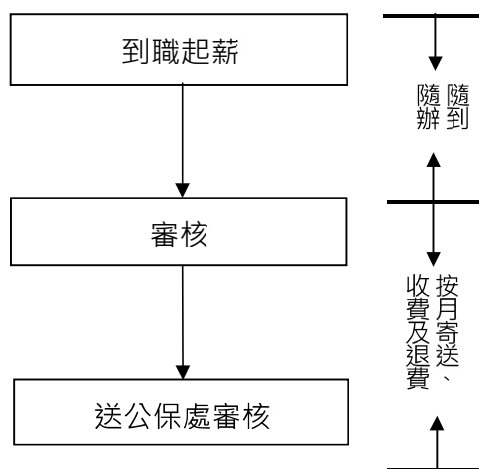 到職起薪
隨到
隨辦
審核
按月寄送、
收費及退費
送公保處審核